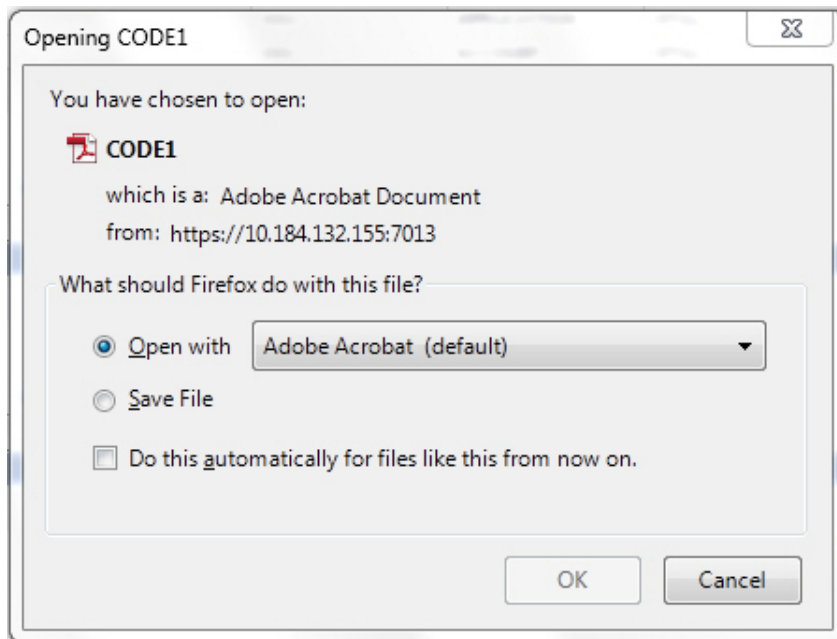 Opening CODE1
You have chosen to open:
CODE1
which is a: Adobe Acrobat Document
from: https://10.184.132.155:7013
What should Firefox do with this file?
Open with Adobe Acrobat (default)
Save File
Do this automatically for files like this from now on.
OK Cancel